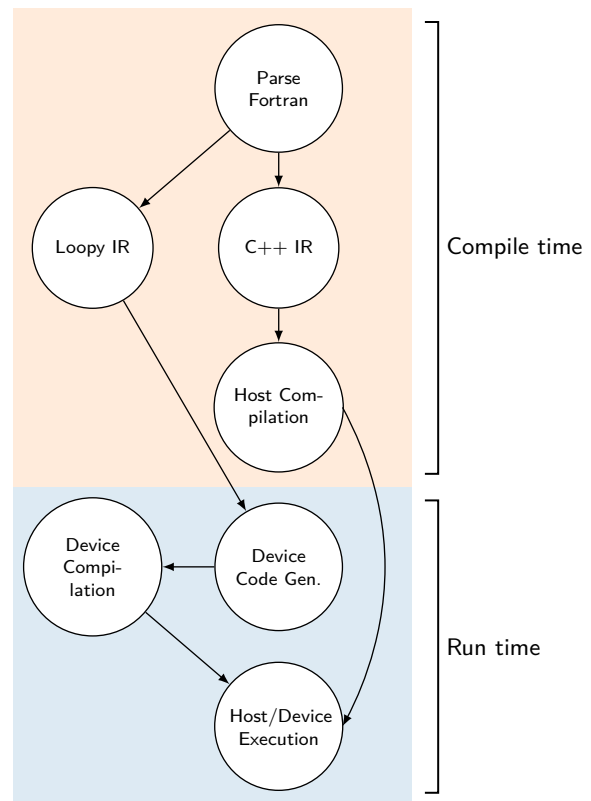 Parse
Fortran
Loopy IR
C++ IR
Compile time
Host Com-
pilation
Device
Compi-
lation
Device
Code Gen.
Run time
Host/Device
Execution